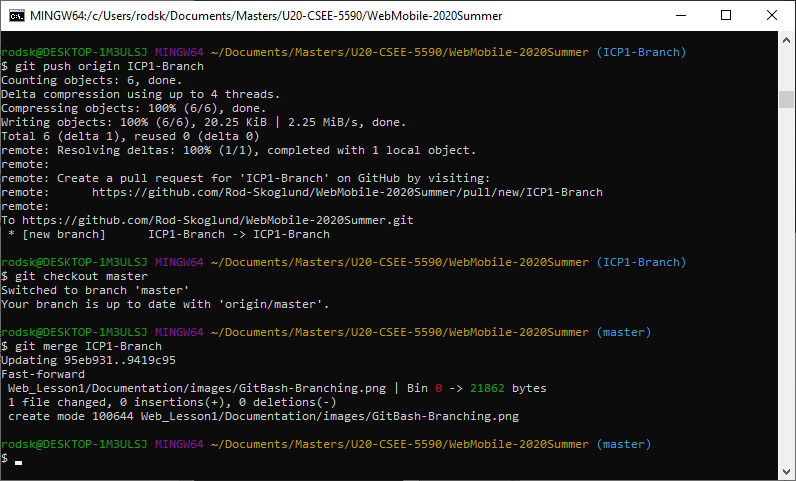 MINGW64:/c/Users/rodsk/Documents/Masters/U20-CSEE-5590/WebMobile-2020Summer
rodsk@DESKTOP-1M3ULSJ MINGW64 ~/Documents/Masters/U20-CSEE-5590/WebMobile-2020Summer (ICP1-Branch)
$ git push origin ICP1-Branch
Counting objects: 6, done.
Delta compression using up to 4 threads.
Compressing objects: 100% (6/6), done.
Writing objects: 100% (6/6), 20.25 KiB | 2.25 MiB/s, done.
Total 6 (delta 1), reused 0 (delta 0)
remote: Resolving deltas: 100% (1/1), completed with 1 local object.
remote:
remote: Create a pull request for 'ICP1-Branch' on GitHub by visiting:
remote:      https://github.com/Rod-Skoglund/WebMobile-2020Summer/pull/new/ICP1-Branch
remote:
To https://github.com/Rod-Skoglund/WebMobile-2020Summer.git
 * [new branch]      ICP1-Branch -> ICP1-Branch
rodsk@DESKTOP-1M3ULSJ MINGW64 ~/Documents/Masters/U20-CSEE-5590/WebMobile-2020Summer (ICP1-Branch)
$ git checkout master
Switched to branch 'master'
Your branch is up to date with 'origin/master'.
rodsk@DESKTOP-1M3ULSJ MINGW64 ~/Documents/Masters/U20-CSEE-5590/WebMobile-2020Summer (master)
$ git merge ICP1-Branch
Updating 95eb931..9419c95
Fast-forward
 Web_Lesson1/Documentation/images/GitBash-Branching.png | Bin 0 -> 21862 bytes
 1 file changed, 0 insertions(+), 0 deletions(-)
 create mode 100644 Web_Lesson1/Documentation/images/GitBash-Branching.png
rodsk@DESKTOP-1M3ULSJ MINGW64 ~/Documents/Masters/U20-CSEE-5590/WebMobile-2020Summer (master)
$